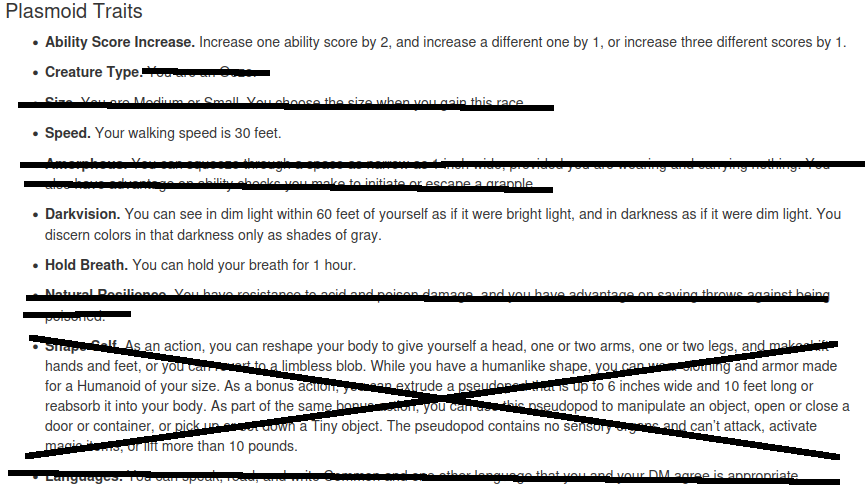 Plasmoid Traits
• Ability Score Increase. Increase one ability score by 2, and increase a different one by 1, or increase three different scores by 1.
• Creature Type. You are an Ooze.
• Size. You are Medium or Small. You choose the size when you gain this race.
• Speed. Your walking speed is 30 feet.
• Amorphous. You can squeeze through a space as narrow as 1 inch wide, provided you are wearing and carrying nothing. You
also have advantage on ability checks you make to initiate or escape a grapple.
• Darkvision. You can see in dim light within 60 feet of yourself as if it were bright light, and in darkness as if it were dim light. You
discern colors in that darkness only as shades of gray.
• Hold Breath. You can hold your breath for 1 hour.
• Natural Resilience. You have resistance to acid and poison damage, and you have advantage on saving throws against being
poisoned.
• Shape Self. As an action, you can reshape your body to give yourself a head, one or two arms, one or two legs, and makeshift
hands and feet, or you can revert to a limbless blob. While you have a humanlike shape, you can wear clothing and armor made
for a Humanoid of your size. As a bonus action, you can extrude a pseudopod that is up to 6 inches wide and 10 feet long or
reabsorb it into your body. As part of the same bonus action, you can use this pseudopod to manipulate an object, open or close a
door or container, or pick up or set down a Tiny object. The pseudopod contains no sensory organs and can't attack, activate
magic items, or lift more than 10 pounds.
• Languages. You can speak, read, and write Common and one other language that you and your DM agree is appropriate